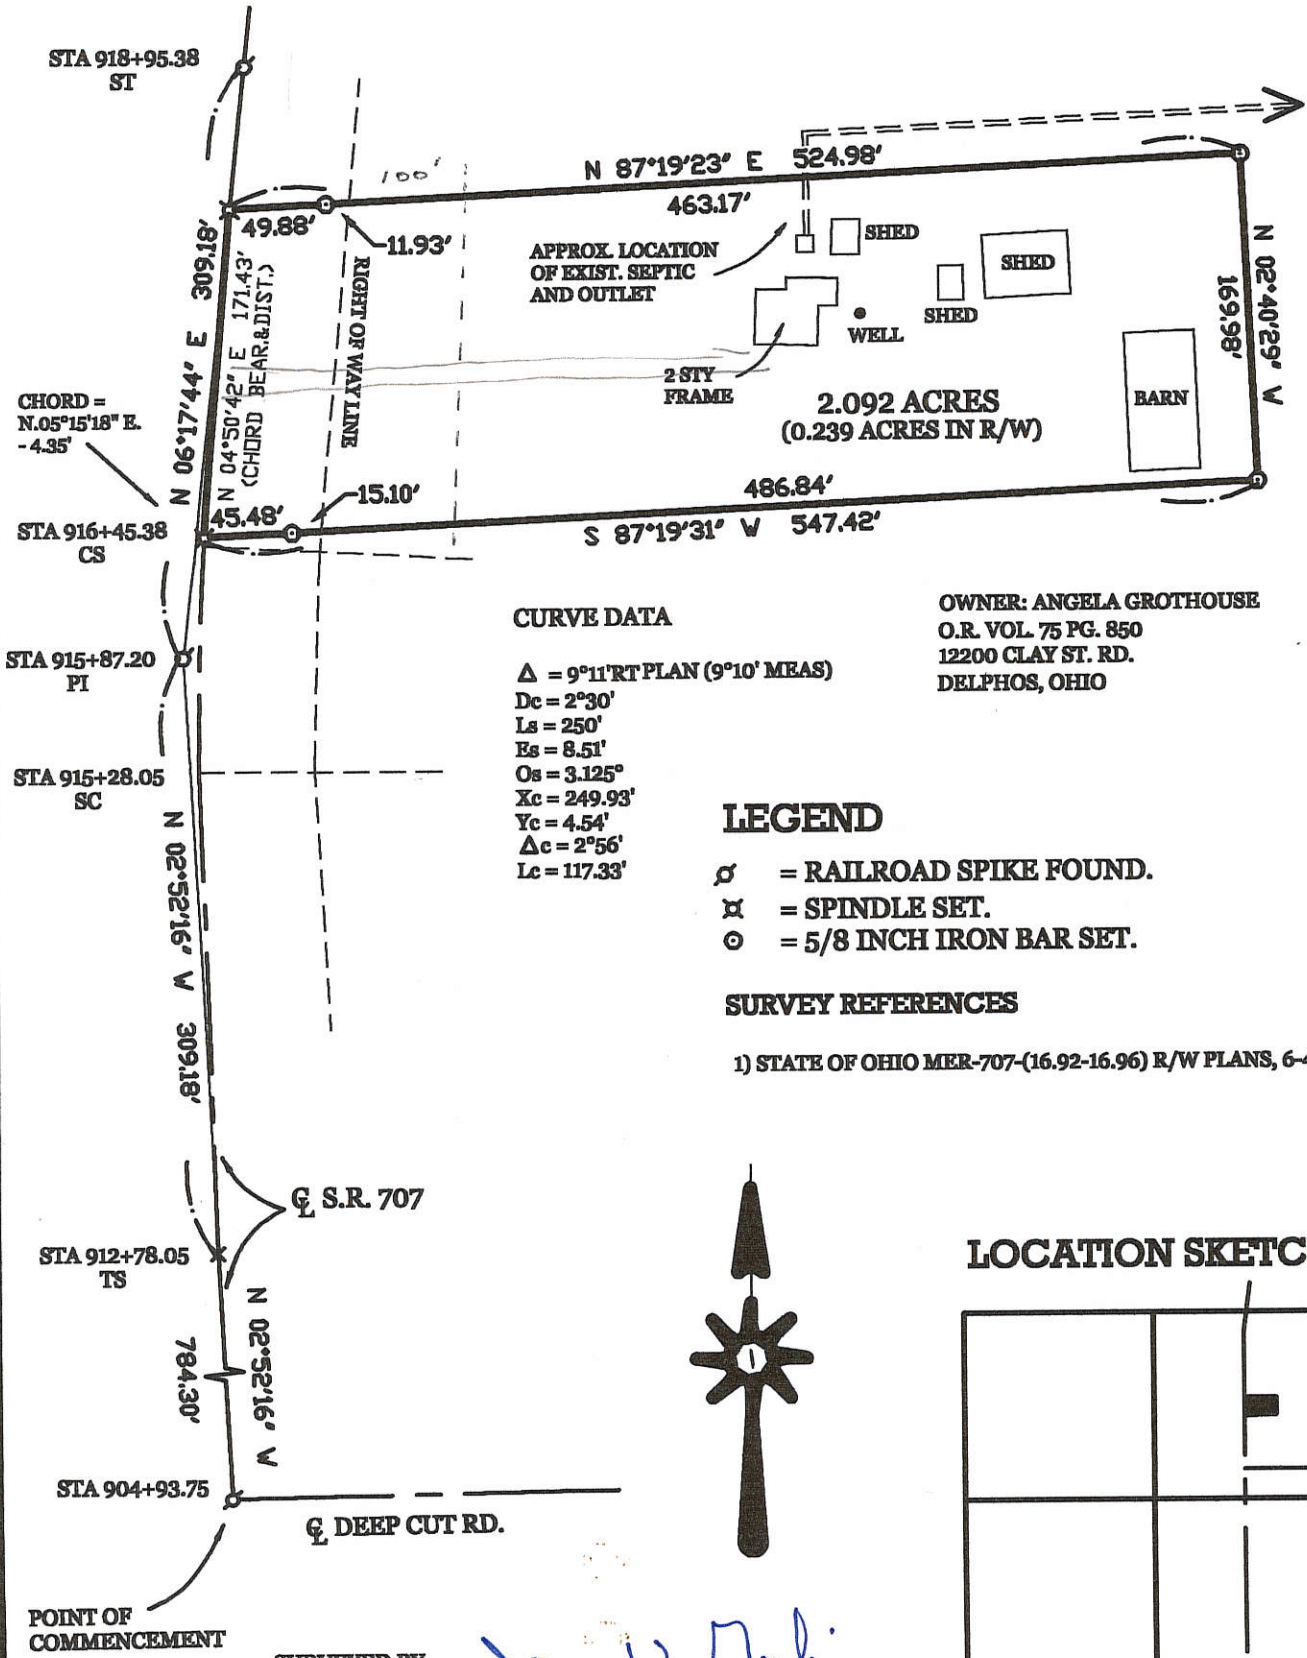 STA 918+95.38
ST
100'
N 87°19'23" E 524.98'
463.17'
49.88'
11.93'
309.18'
N 06°17'44" E
N 04°50'42" E 171.43'
(CHORD BEAR.&DIST.)
RIGHT OF WAY LINE
APPROX. LOCATION
OF EXIST. SEPTIC
AND OUTLET
SHED
SHED
SHED
WELL
2 STY
FRAME
BARN
N 02°40'29" W
169.98'
2.092 ACRES
(0.239 ACRES IN R/W)
CHORD =
N.05°15'18" E.
- 4.35'
15.10'
45.48'
486.84'
S 87°19'31" W 547.42'
STA 916+45.38
CS
STA 915+87.20
PI
STA 915+28.05
SC
CURVE DATA
Δ = 9°11'RT PLAN (9°10' MEAS)
Dc = 2°30'
Ls = 250'
Es = 8.51'
Os = 3.125°
Xc = 249.93'
Yc = 4.54'
Δc = 2°56'
Lc = 117.33'
OWNER: ANGELA GROTHOUSE
O.R. VOL. 75 PG. 850
12200 CLAY ST. RD.
DELPHOS, OHIO
LEGEND
= RAILROAD SPIKE FOUND.
= SPINDLE SET.
= 5/8 INCH IRON BAR SET.
SURVEY REFERENCES
1) STATE OF OHIO MER-707-(16.92-16.96) R/W PLANS, 6-4
N 02°52'16" W 309.18'
℄ S.R. 707
STA 912+78.05
TS
N 02°52'16" W
784.30'
STA 904+93.75
℄ DEEP CUT RD.
POINT OF
COMMENCEMENT
LOCATION SKETC
SURVEYED BY